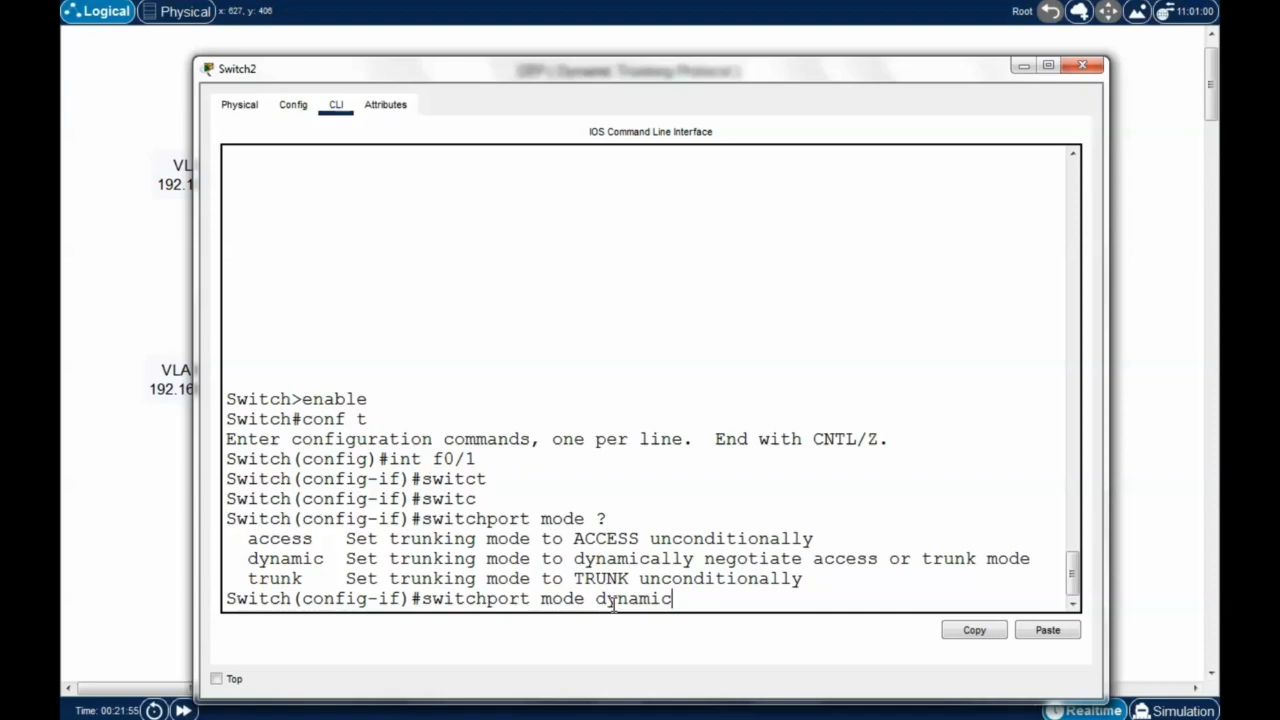 Logical Physical x: 627, y: 406 Root 11:01:00
Switch2
DTP ( Dynamic Trunking Protocol )
Physical Config CLI Attributes
IOS Command Line Interface
VL
192.1
VLA
192.16
Switch>enable
Switch#conf t
Enter configuration commands, one per line. End with CNTL/Z.
Switch(config)#int f0/1
Switch(config-if)#switct
Switch(config-if)#switc
Switch(config-if)#switchport mode ?
access Set trunking mode to ACCESS unconditionally
dynamic Set trunking mode to dynamically negotiate access or trunk mode
trunk Set trunking mode to TRUNK unconditionally
Switch(config-if)#switchport mode dynamic
Copy Paste
Top
Time: 00:21:55 Realtime Simulation